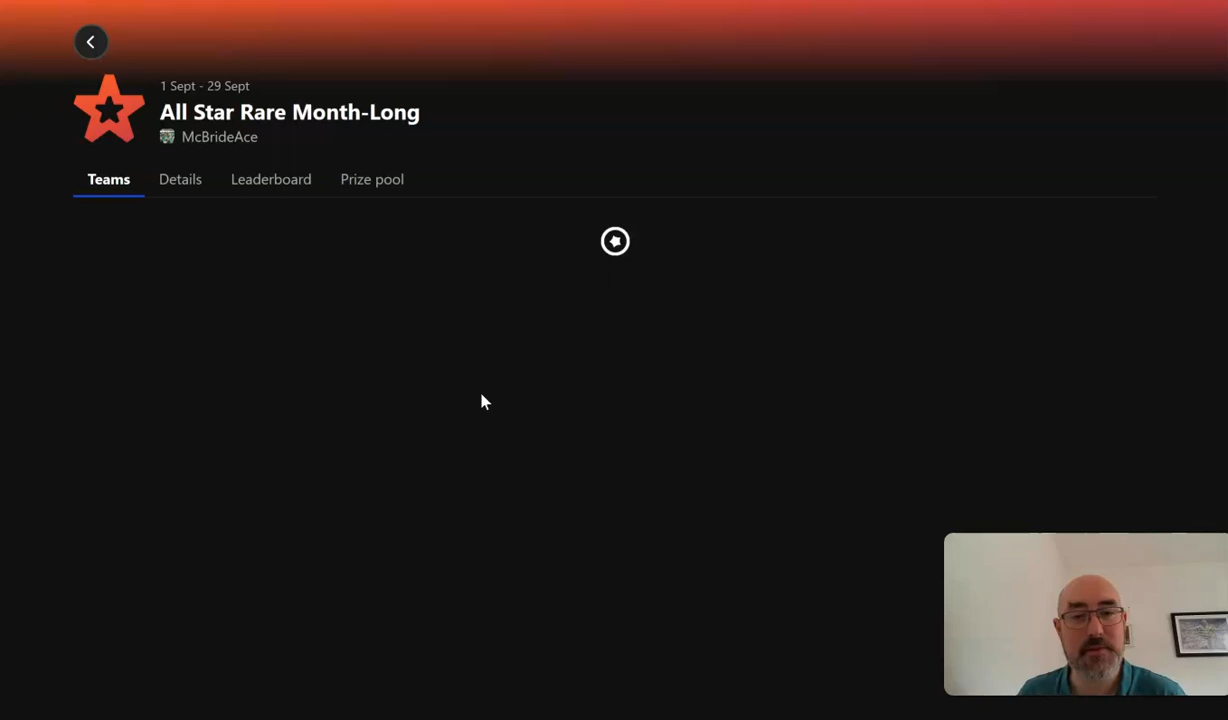 1 Sept - 29 Sept
All Star Rare Month-Long
McBrideAce
Teams Details Leaderboard Prize pool